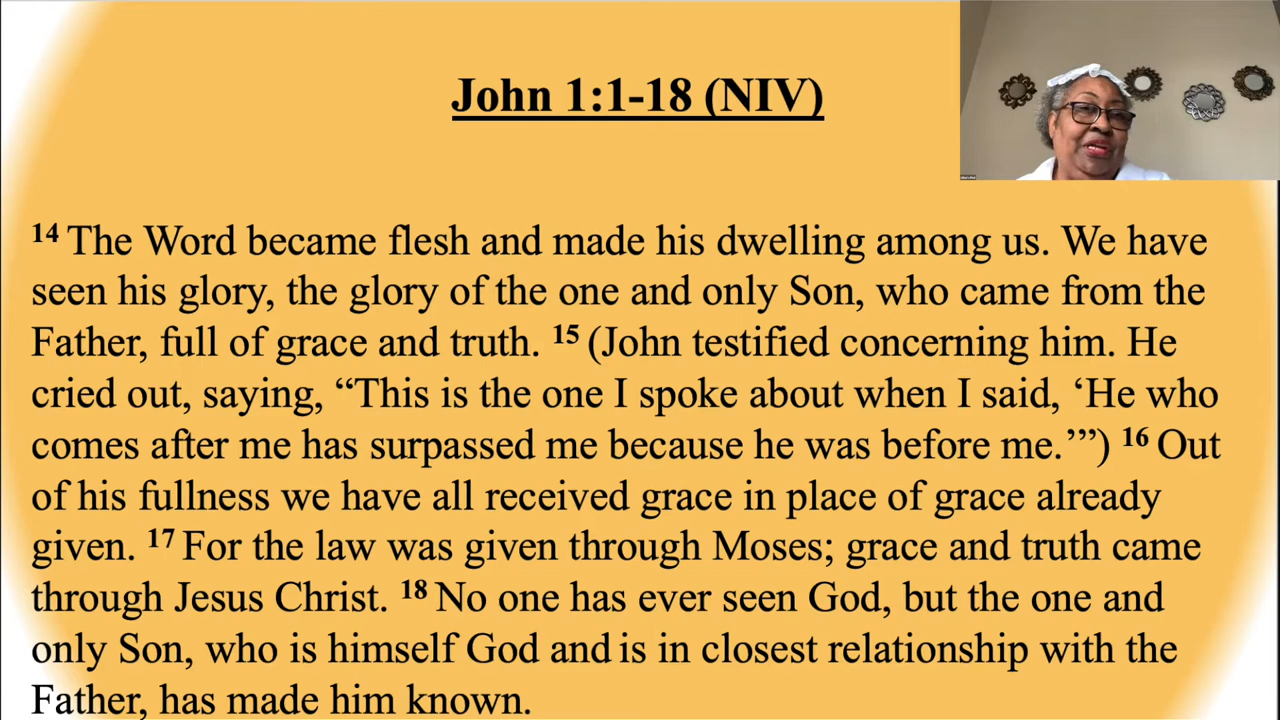 John 1:1-18 (NIV)
14 The Word became flesh and made his dwelling among us. We have
seen his glory, the glory of the one and only Son, who came from the
Father, full of grace and truth. 15 (John testified concerning him. He
cried out, saying, “This is the one I spoke about when I said, ‘He who
comes after me has surpassed me because he was before me.’”) 16 Out
of his fullness we have all received grace in place of grace already
given. 17 For the law was given through Moses; grace and truth came
through Jesus Christ. 18 No one has ever seen God, but the one and
only Son, who is himself God and is in closest relationship with the
Father, has made him known.